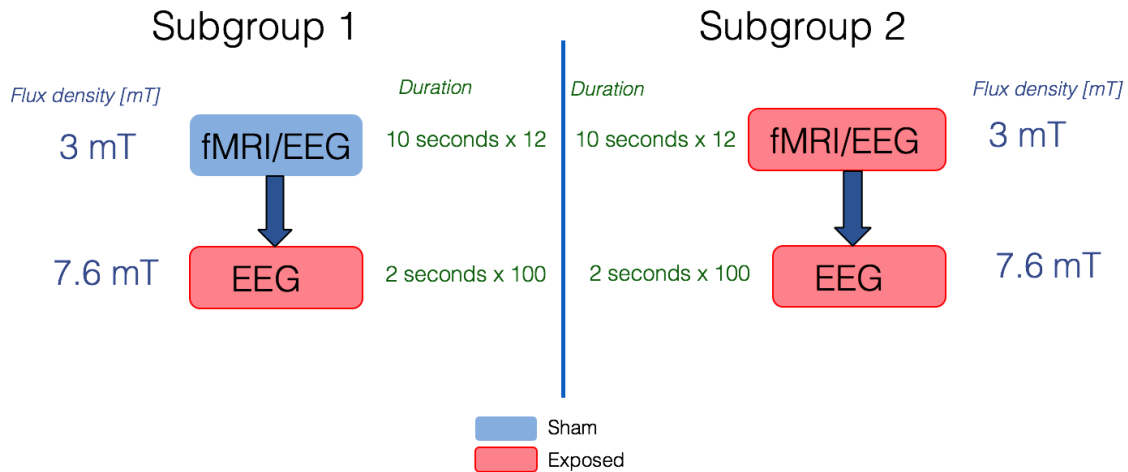 Subgroup 1
Subgroup 2
Flux density [mT]
Duration
Duration
Flux density [mT]
3 mT
fMRI/EEG
10 seconds x 12
10 seconds x 12
fMRI/EEG
3 mT
7.6 mT
EEG
2 seconds x 100
2 seconds x 100
EEG
7.6 mT
Sham
Exposed